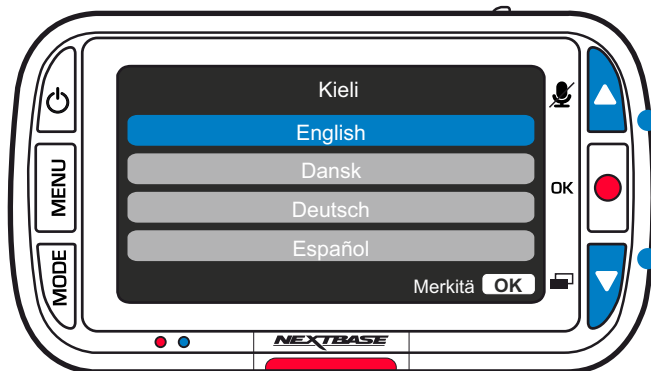 Kieli
English
Dansk
Deutsch
Español
Merkitä OK
MENU
MODE
OK
NEXTBASE